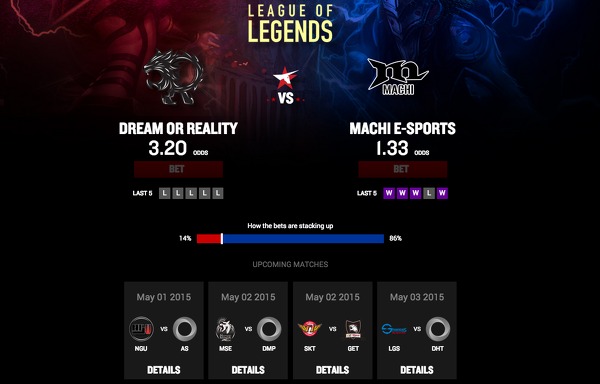 LEAGUE OF
LEGENDS
VS
MACHI
DREAM OR REALITY
MACHI E-SPORTS
3.20 ODDS
1.33 ODDS
BET
BET
LAST 5 L L L L L
LAST 5 W W W L W
How the bets are stacking up
14%
86%
UPCOMING MATCHES
May 01 2015
May 02 2015
May 02 2015
May 03 2015
VS
VS
VS
VS
NGU
AS
MSE
DMP
SKT
GET
LGS
DHT
DETAILS
DETAILS
DETAILS
DETAILS